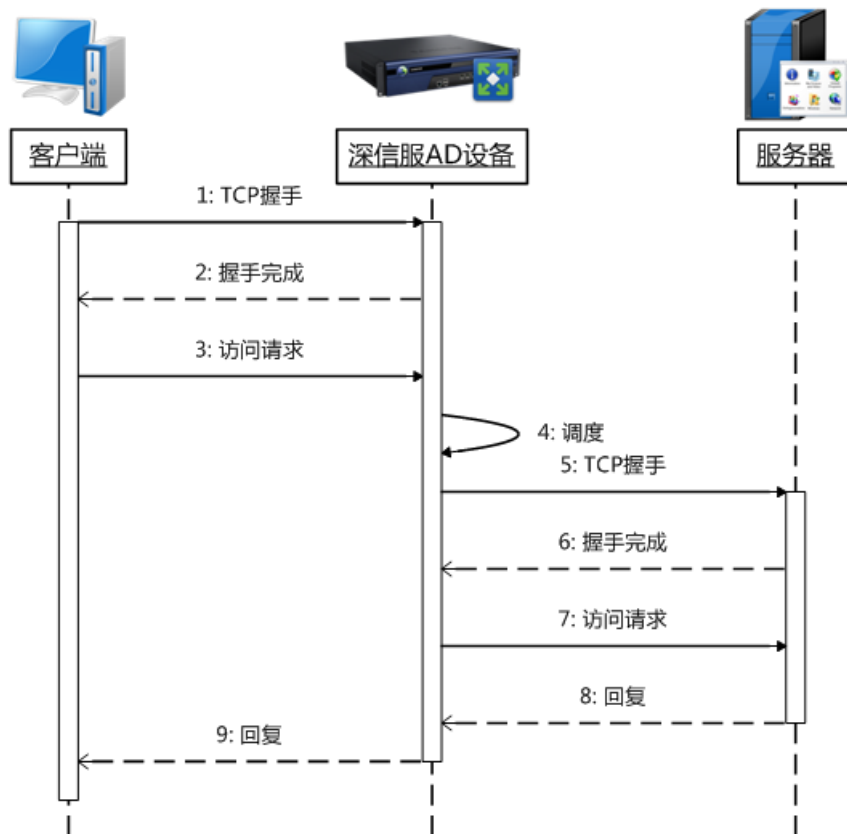 客户端
深信服AD设备
服务器
1: TCP握手
2: 握手完成
3: 访问请求
4: 调度
5: TCP握手
6: 握手完成
7: 访问请求
8: 回复
9: 回复